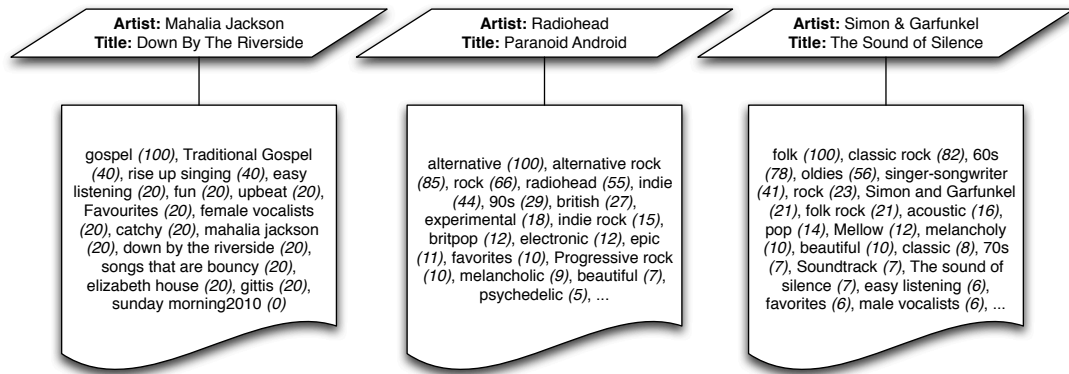 Artist: Mahalia Jackson
Title: Down By The Riverside
gospel (100), Traditional Gospel
(40), rise up singing (40), easy
listening (20), fun (20), upbeat (20),
Favourites (20), female vocalists
(20), catchy (20), mahalia jackson
(20), down by the riverside (20),
songs that are bouncy (20),
elizabeth house (20), gittis (20),
sunday morning2010 (0)
Artist: Radiohead
Title: Paranoid Android
alternative (100), alternative rock
(85), rock (66), radiohead (55), indie
(44), 90s (29), british (27),
experimental (18), indie rock (15),
britpop (12), electronic (12), epic
(11), favorites (10), Progressive rock
(10), melancholic (9), beautiful (7),
psychedelic (5), ...
Artist: Simon & Garfunkel
Title: The Sound of Silence
folk (100), classic rock (82), 60s
(78), oldies (56), singer-songwriter
(41), rock (23), Simon and Garfunkel
(21), folk rock (21), acoustic (16),
pop (14), Mellow (12), melancholy
(10), beautiful (10), classic (8), 70s
(7), Soundtrack (7), The sound of
silence (7), easy listening (6),
favorites (6), male vocalists (6), ...